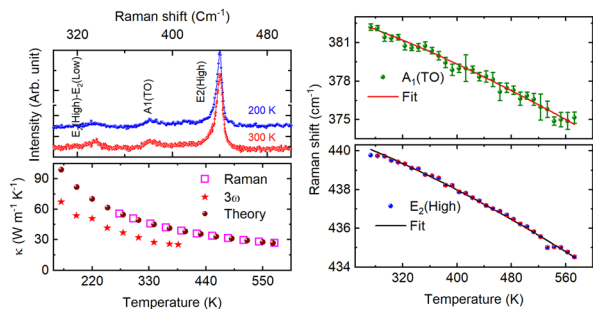 Raman shift (Cm⁻¹)
320 400 480
Intensity (Arb. unit)
E₂(High)-E₂(Low)
A1(TO)
E2(High)
200 K
300 K
90
60
30
0
κ (W m⁻¹ K⁻¹)
Raman
3ω
Theory
220 330 440 550
Temperature (K)
381
378
375
A₁(TO)
Fit
Raman shift (cm⁻¹)
440
438
436
434
E₂(High)
Fit
320 400 480 560
Temperature (K)